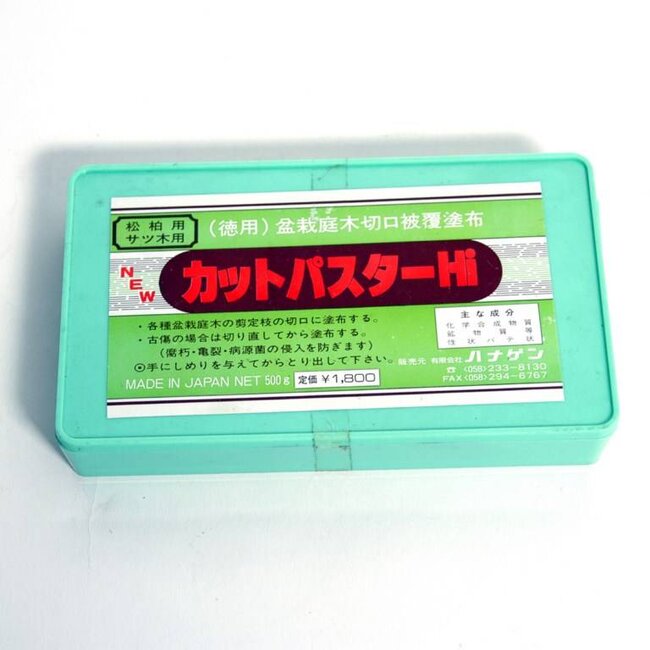 松柏用
サツ木用
(徳用) 盆栽庭木切口被覆塗布
NEW
カットパスターHi
・各種盆栽庭木の剪定枝の切口に塗布する。
・古傷の場合は切り直してから塗布する。
(腐朽・亀裂・病源菌の侵入を防ぎます)
◎手にしめりを与えてからとり出して下さい。
MADE IN JAPAN NET 500g 定価 ¥1,800
主な成分
化学合成物質
鉱物質等
性状パテ状
販売元 有限会社 ハナゲン
☎ <058>233-8130
FAX<058>294-6767